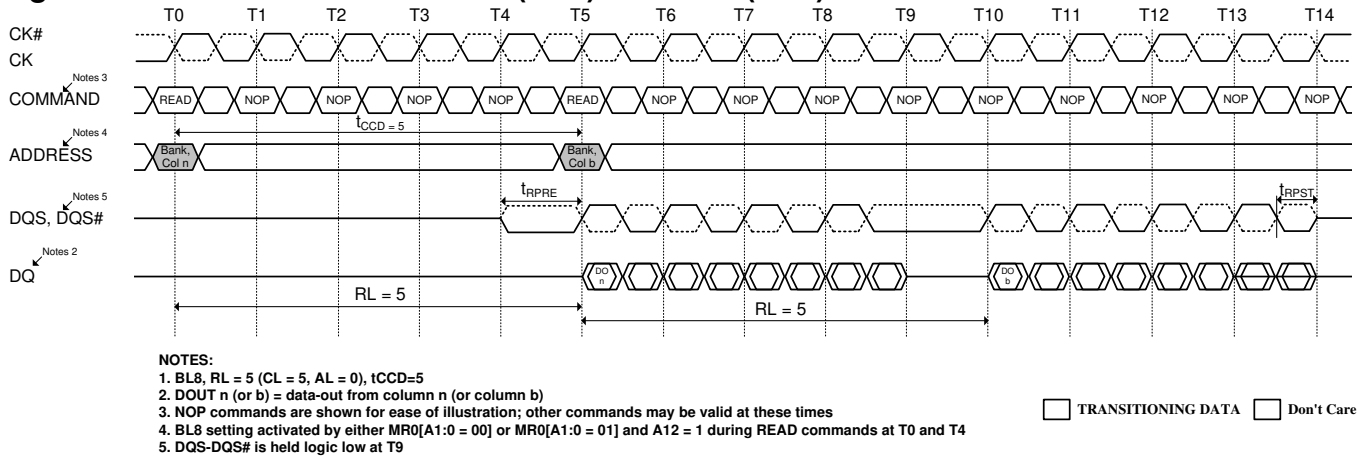 T0 T1 T2 T3 T4 T5 T6 T7 T8 T9 T10 T11 T12 T13 T14
CK#
CK
Notes 3
COMMAND READ NOP NOP NOP NOP READ NOP NOP NOP NOP NOP NOP NOP NOP NOP
tCCD = 5
Notes 4
ADDRESS Bank, Col n Bank, Col b
tRPRE tRPST
Notes 5
DQS, DQS#
Notes 2
DQ DO n DO b
RL = 5
RL = 5
NOTES:
1. BL8, RL = 5 (CL = 5, AL = 0), tCCD=5
2. DOUT n (or b) = data-out from column n (or column b)
3. NOP commands are shown for ease of illustration; other commands may be valid at these times
4. BL8 setting activated by either MR0[A1:0 = 00] or MR0[A1:0 = 01] and A12 = 1 during READ commands at T0 and T4
5. DQS-DQS# is held logic low at T9
TRANSITIONING DATA Don't Care